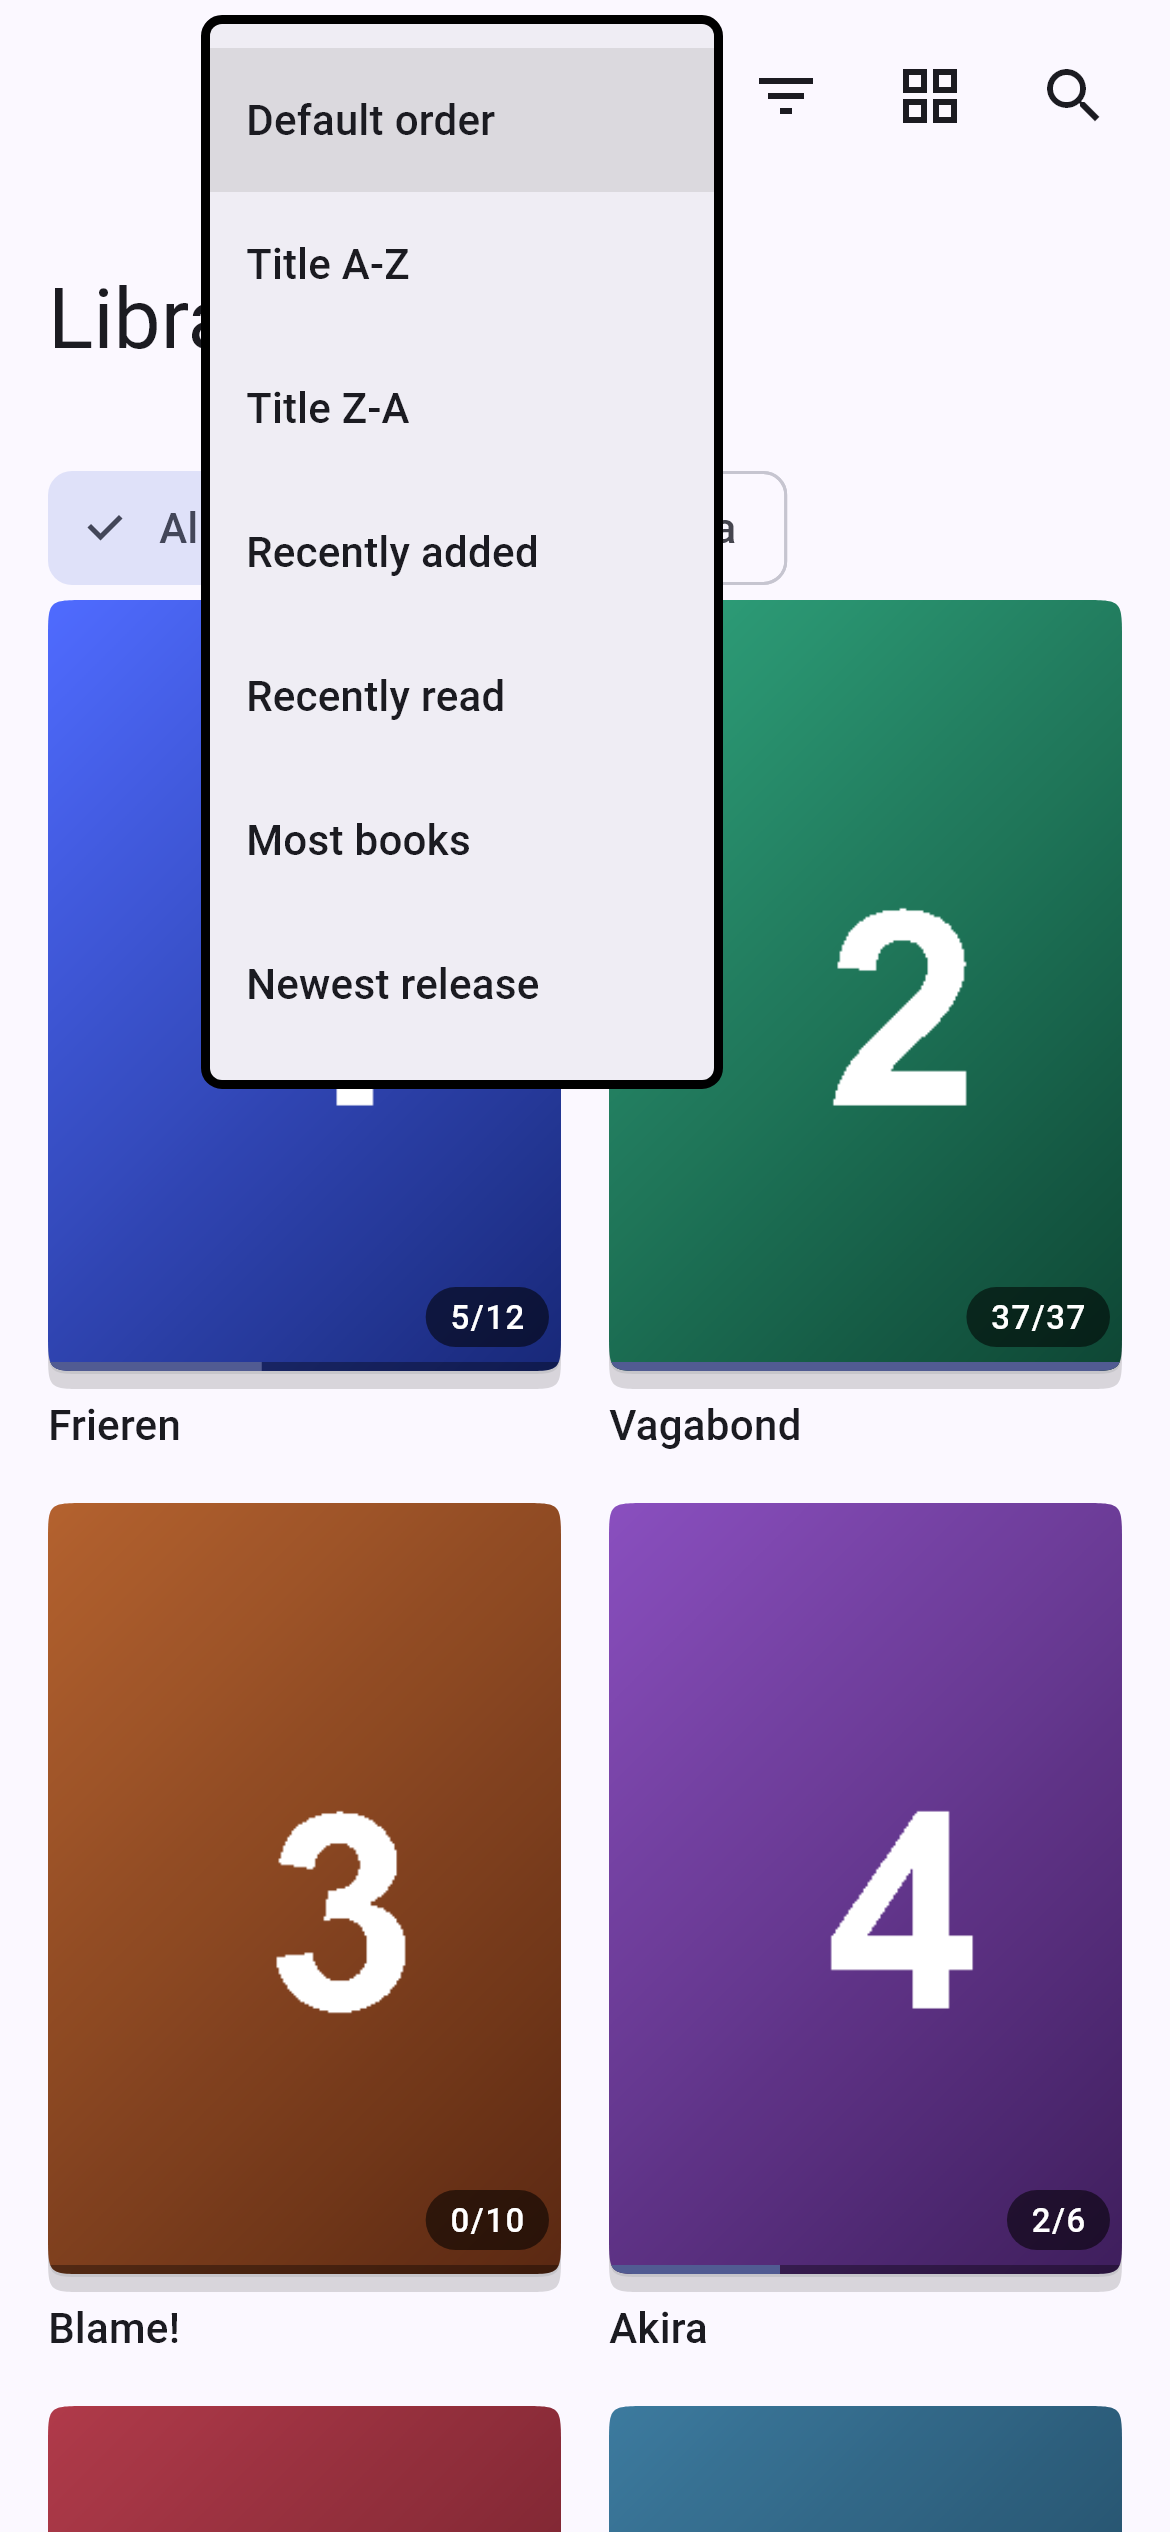 Default order
Title A-Z
Title Z-A
Recently added
Recently read
Most books
Newest release
2
5/12
37/37
Frieren
Vagabond
3
4
0/10
2/6
Blame!
Akira